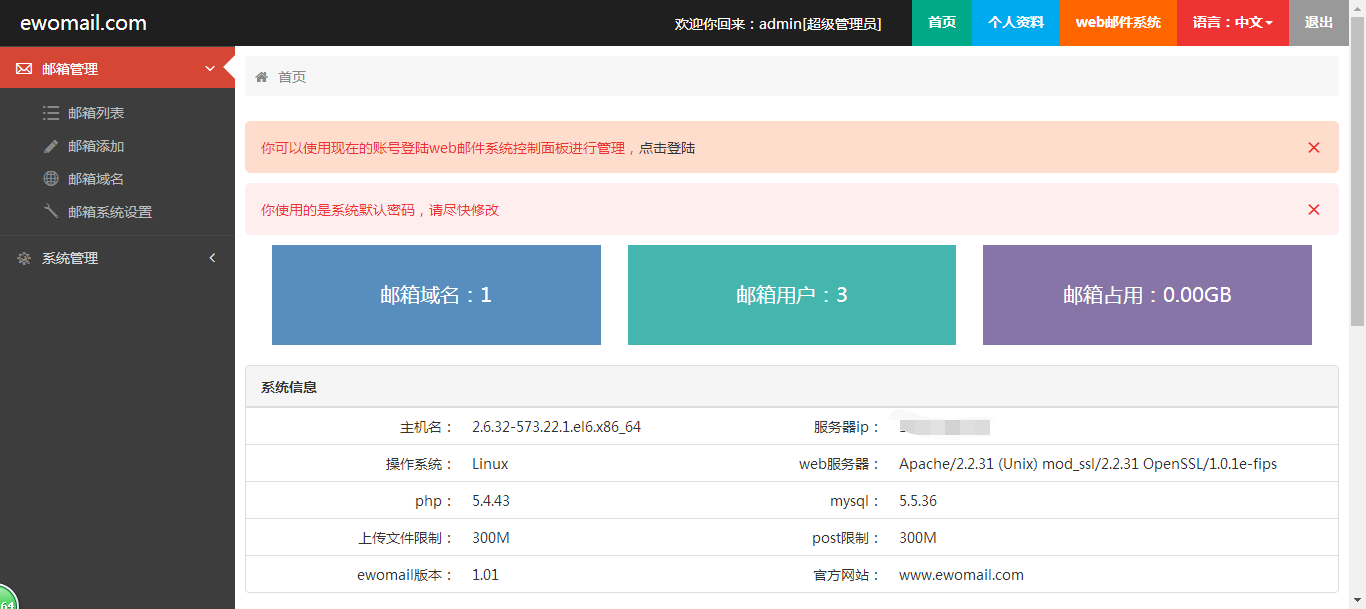 ewomail.com
欢迎你回来：admin[超级管理员]
首页
个人资料
web邮件系统
语言：中文
退出
邮箱管理
邮箱列表
邮箱添加
邮箱域名
邮箱系统设置
系统管理
首页
你可以使用现在的账号登陆web邮件系统控制面板进行管理，点击登陆
你使用的是系统默认密码，请尽快修改
邮箱域名：1
邮箱用户：3
邮箱占用：0.00GB
系统信息
主机名： 2.6.32-573.22.1.el6.x86_64 服务器ip：
操作系统： Linux web服务器： Apache/2.2.31 (Unix) mod_ssl/2.2.31 OpenSSL/1.0.1e-fips
php： 5.4.43 mysql： 5.5.36
上传文件限制： 300M post限制： 300M
ewomail版本： 1.01 官方网站： www.ewomail.com
64